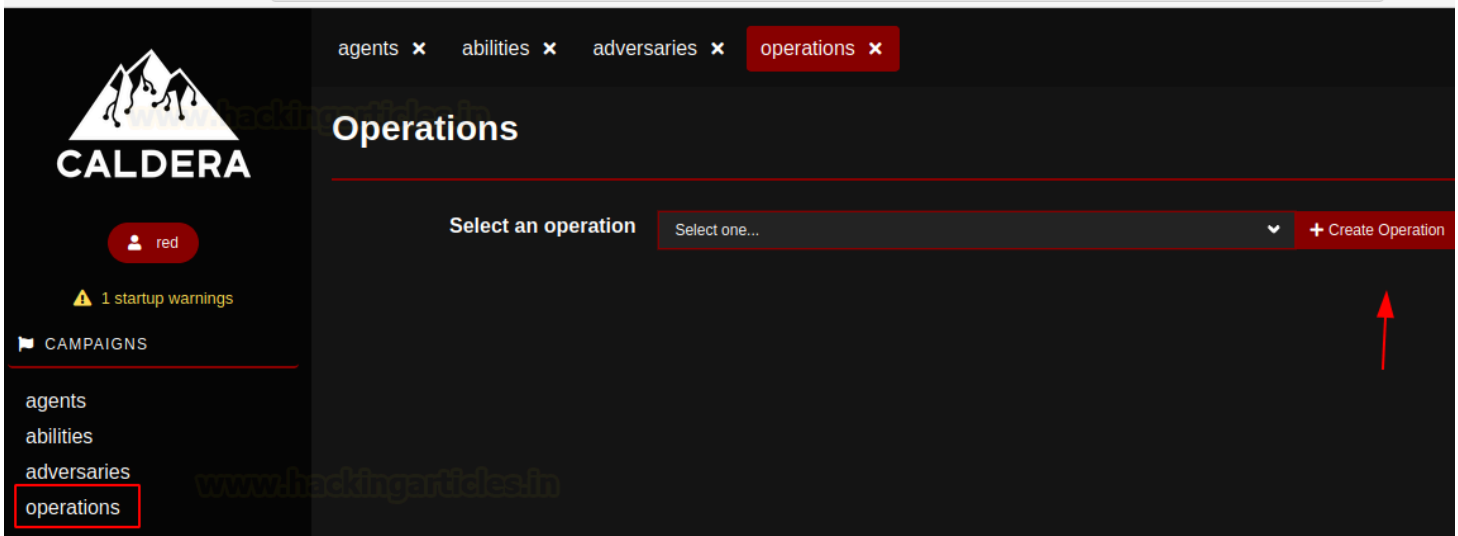 agents × abilities × adversaries × operations ×
www.hackingarticles.in
Operations
CALDERA
Select an operation Select one... + Create Operation
red
1 startup warnings
CAMPAIGNS
agents
abilities
adversaries
www.hackingarticles.in
operations